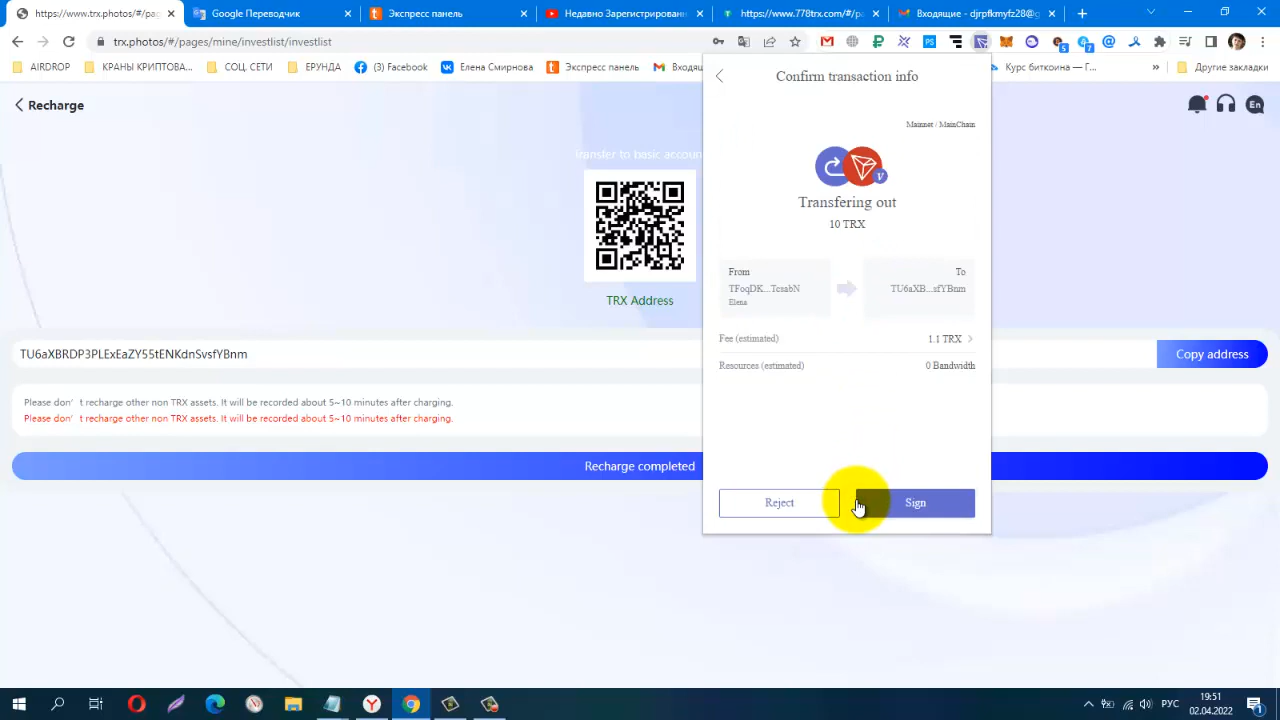 https://www.trx.photos/#/pag
Google Переводчик
Экспресс панель
Недавно Зарегистрированн
https://www.778trx.com/#/pa
Входящие - djrpfkmyfz28@g
trx.photos/#/pages/mine/investlist/investlist
AIRDROP
КРАНЫ КРИПТОВА...
СОЦ СЕТИ
ЕРУНДА
(3) Facebook
Елена Смирнова
Экспресс панель
Входящ
Курс биткоина — Г...
»
Другие закладки
Recharge
En
Transfer to basic accoun
TRX Address
TU6aXBRDP3PLExEaZY55tENKdnSvsfYBnm
Copy address
Please don’ t recharge other non TRX assets. It will be recorded about 5~10 minutes after charging.
Please don’ t recharge other non TRX assets. It will be recorded about 5~10 minutes after charging.
Recharge completed
Confirm transaction info
Mainnet / MainChain
Transfering out
10 TRX
From
TFoqDK...TcsabN
Elena
To
TU6aXB...sfYBnm
Fee (estimated)
1.1 TRX
Resources (estimated)
0 Bandwidth
Reject
Sign
РУС
19:51
02.04.2022